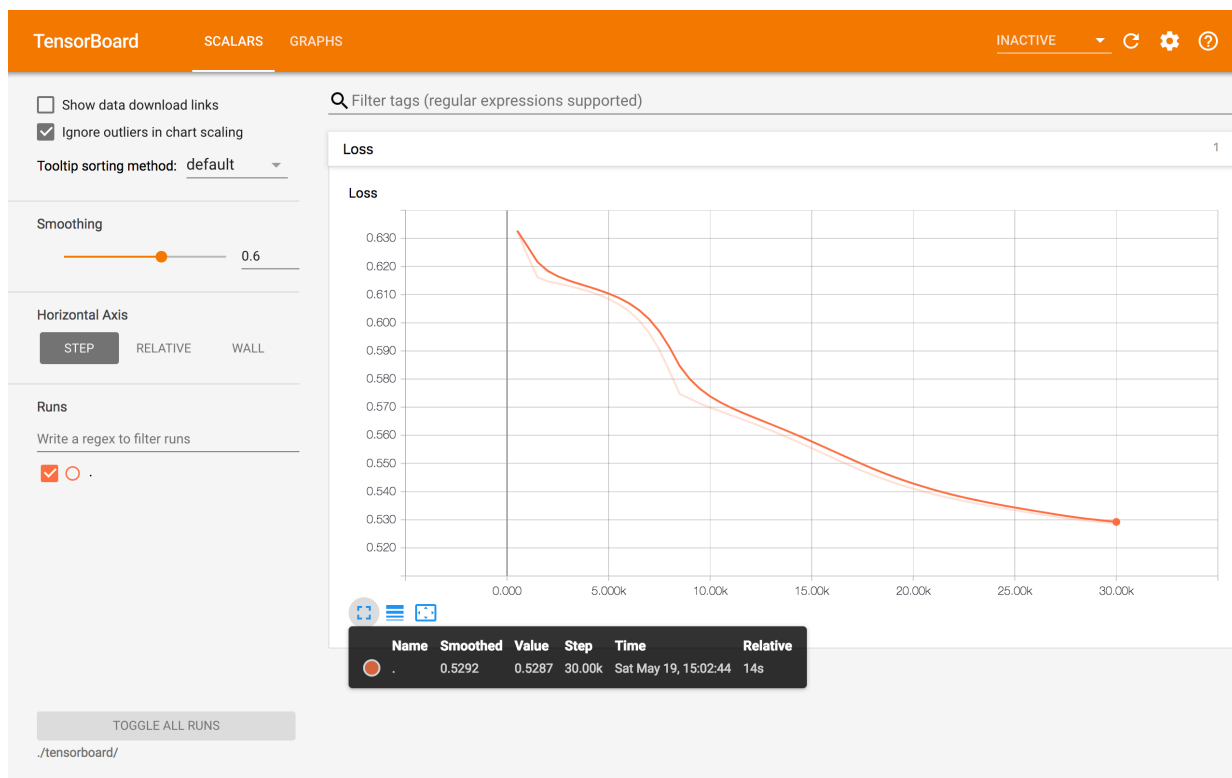 TensorBoard SCALARS GRAPHS INACTIVE
Show data download links
Ignore outliers in chart scaling
Tooltip sorting method: default
Smoothing
0.6
Horizontal Axis
STEP RELATIVE WALL
Runs
Write a regex to filter runs
.
TOGGLE ALL RUNS
./tensorboard/
Filter tags (regular expressions supported)
Loss 1
Loss
0.630
0.620
0.610
0.600
0.590
0.580
0.570
0.560
0.550
0.540
0.530
0.520
0.000 5.000k 10.00k 15.00k 20.00k 25.00k 30.00k
Name Smoothed Value Step Time Relative
. 0.5292 0.5287 30.00k Sat May 19, 15:02:44 14s